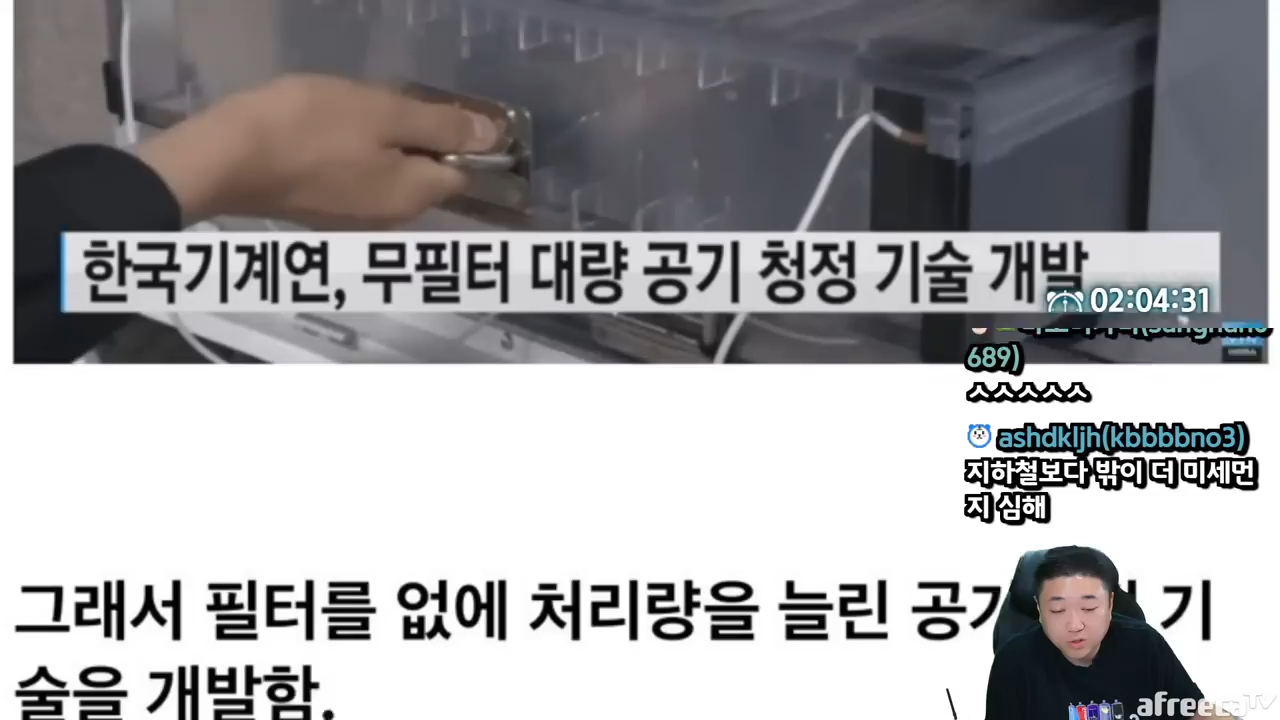 한국기계연, 무필터 대량 공기 청정 기술 개발
02:04:31
689)
ㅅㅅㅅㅅㅅ
ashdkljh(kbbbbno3)
지하철보다 밖이 더 미세먼
지 심해
그래서 필터를 없애 처리량을 늘린 기
술을 개발함.
afreecaTV